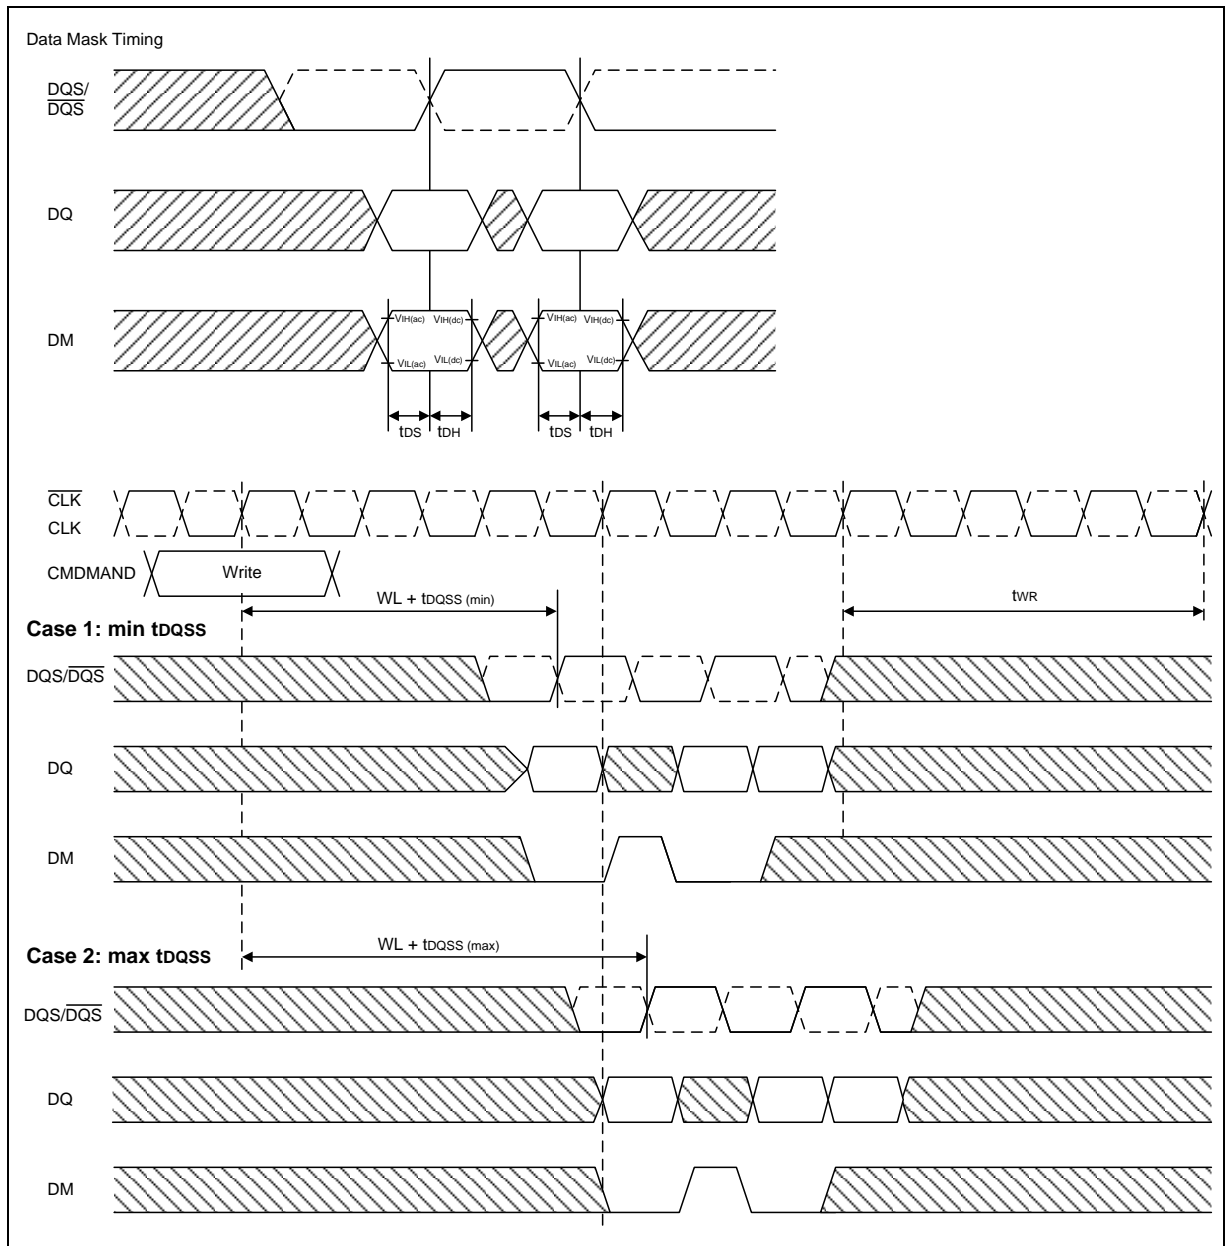 Data Mask Timing
DQS/
DQS
DQ
DM
VIH(ac) VIH(dc) VIH(ac) VIH(dc)
VIL(ac) VIL(dc) VIL(ac) VIL(dc)
tDS tDH tDS tDH
CLK
CLK
CMDMAND Write
WL + tDQSS (min) tWR
Case 1: min tDQSS
DQS/DQS
DQ
DM
WL + tDQSS (max)
Case 2: max tDQSS
DQS/DQS
DQ
DM